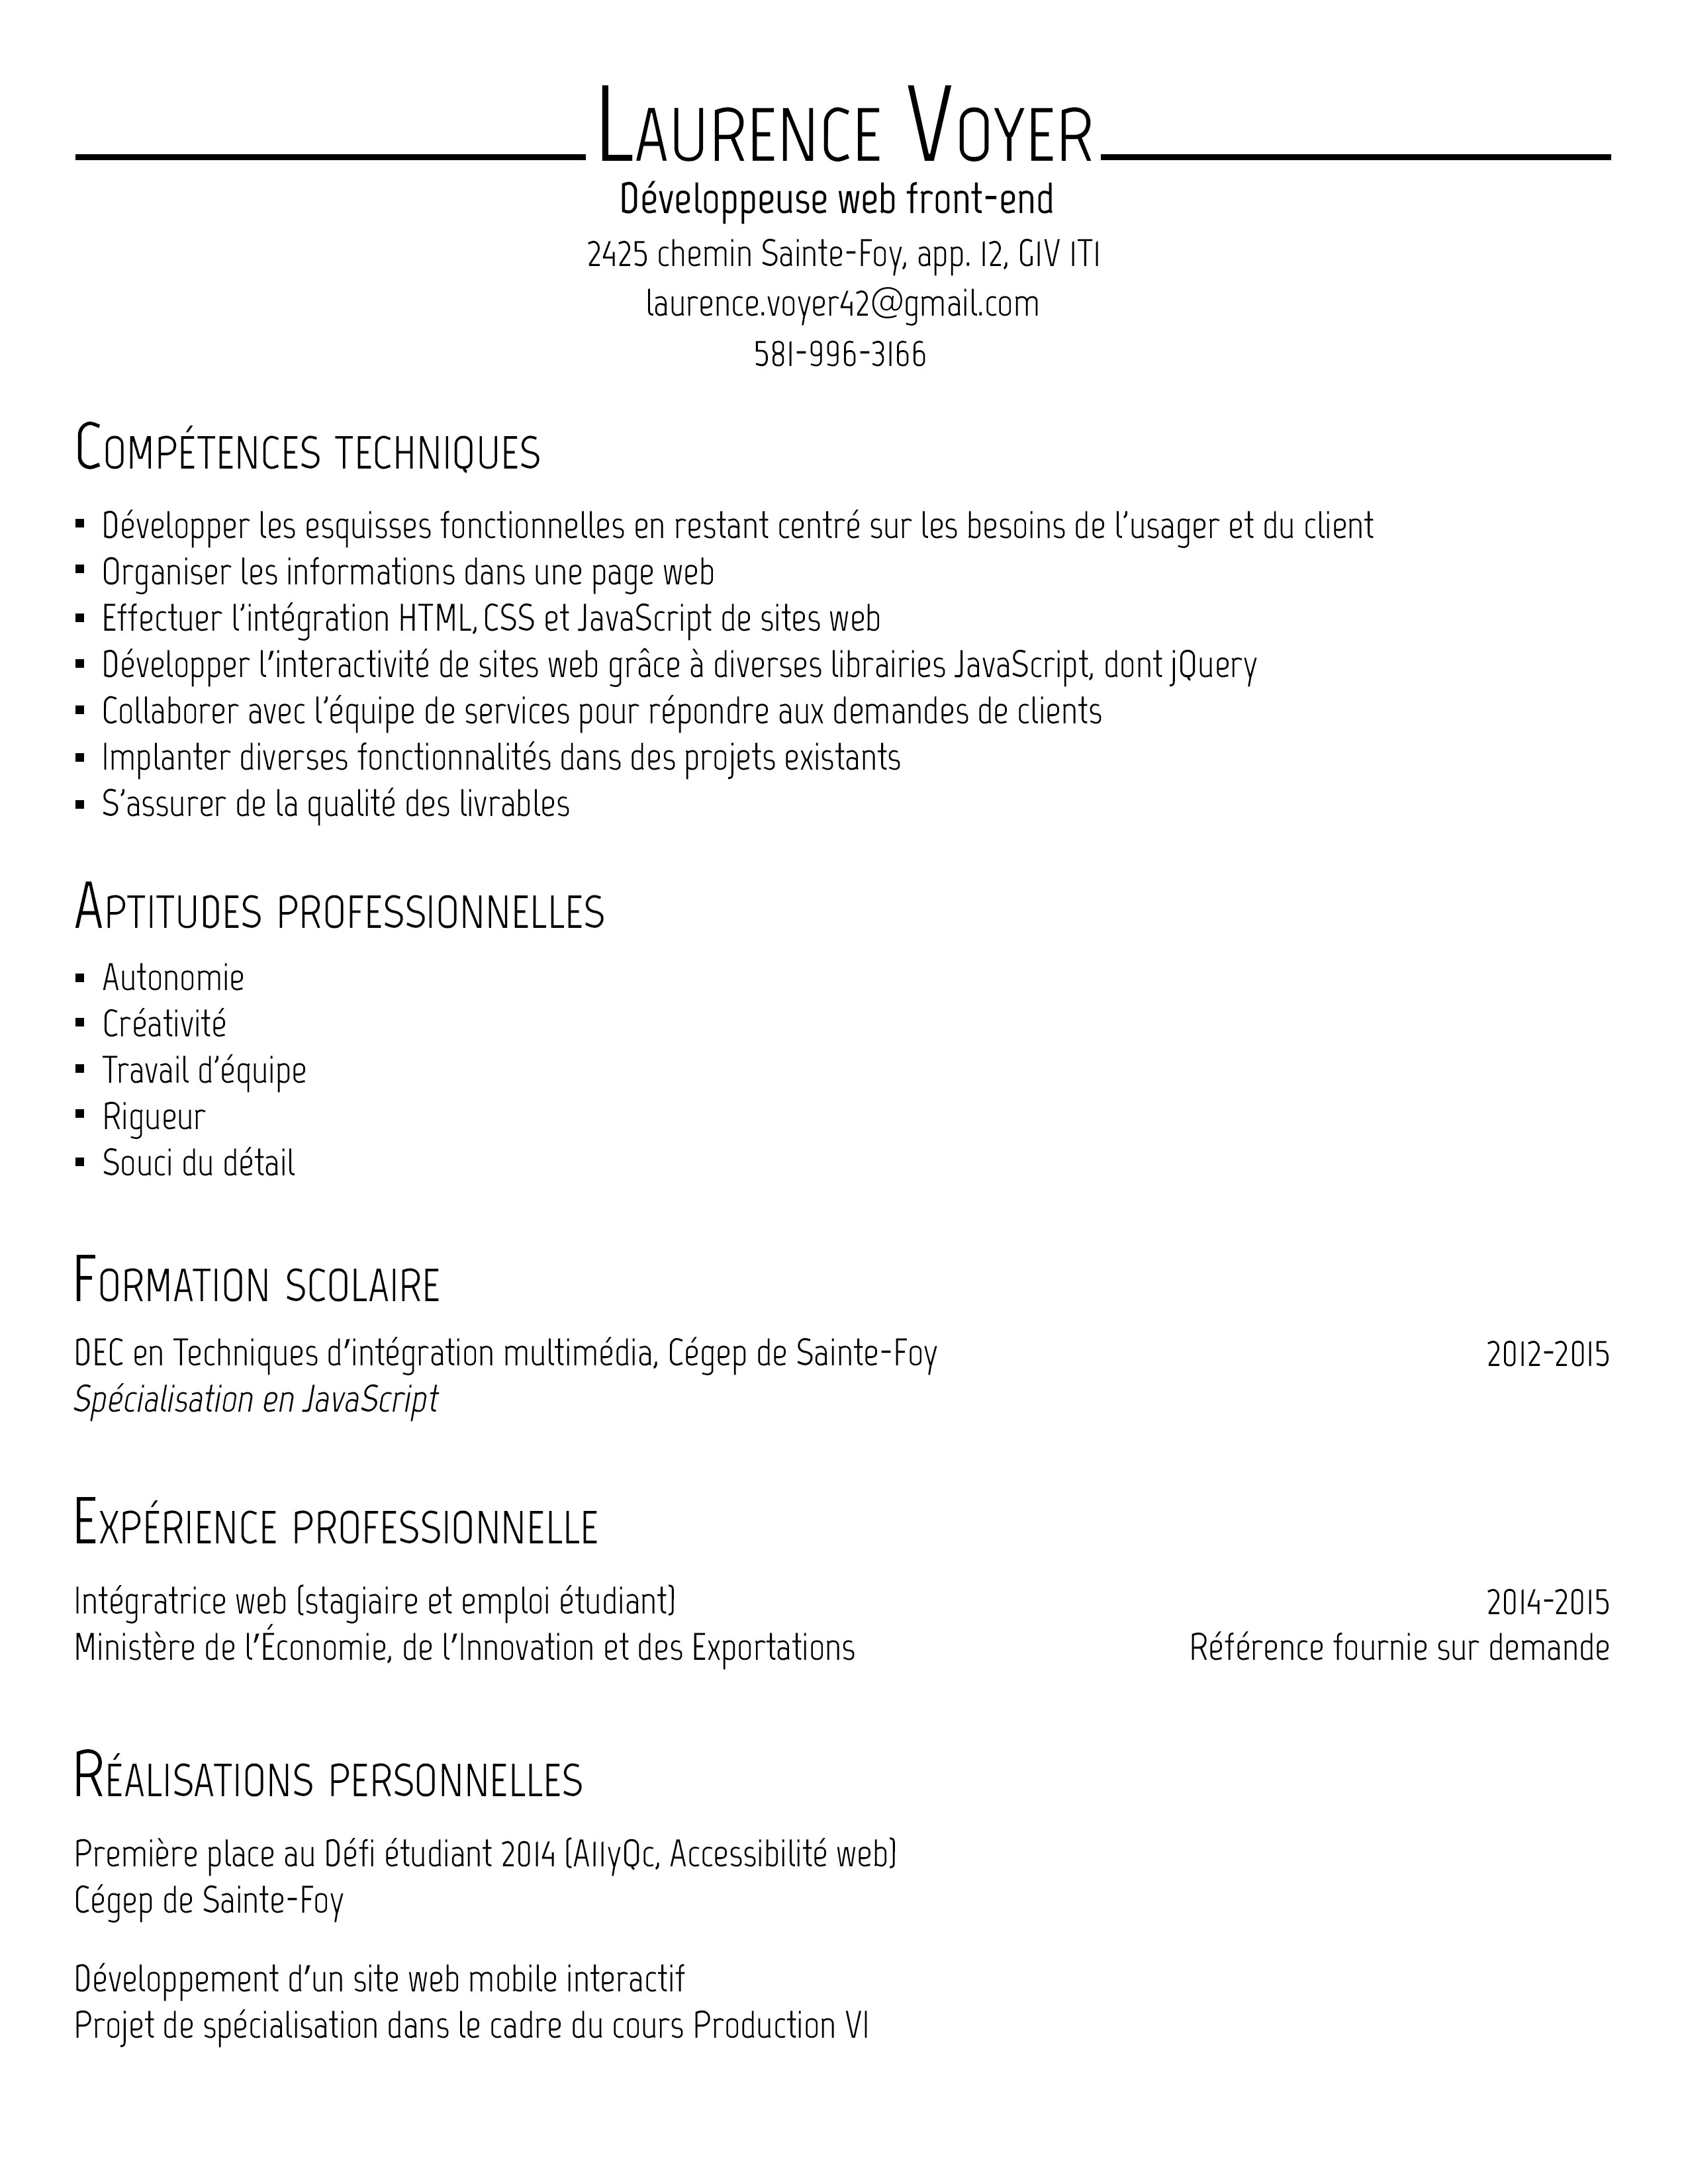 Laurence Voyer
Développeuse web front-end
2425 chemin Sainte-Foy, app. 12, G1V 1T1
laurence.voyer42@gmail.com
581-996-3166
Compétences techniques
▪ Développer les esquisses fonctionnelles en restant centré sur les besoins de l’usager et du client
▪ Organiser les informations dans une page web
▪ Effectuer l’intégration HTML, CSS et JavaScript de sites web
▪ Développer l’interactivité de sites web grâce à diverses librairies JavaScript, dont jQuery
▪ Collaborer avec l’équipe de services pour répondre aux demandes de clients
▪ Implanter diverses fonctionnalités dans des projets existants
▪ S’assurer de la qualité des livrables
Aptitudes professionnelles
▪ Autonomie
▪ Créativité
▪ Travail d’équipe
▪ Rigueur
▪ Souci du détail
Formation scolaire
DEC en Techniques d’intégration multimédia, Cégep de Sainte-Foy 2012-2015
Spécialisation en JavaScript
Expérience professionnelle
Intégratrice web (stagiaire et emploi étudiant) 2014-2015
Ministère de l’Économie, de l’Innovation et des Exportations Référence fournie sur demande
Réalisations personnelles
Première place au Défi étudiant 2014 (A11yQc, Accessibilité web)
Cégep de Sainte-Foy
Développement d’un site web mobile interactif
Projet de spécialisation dans le cadre du cours Production VI